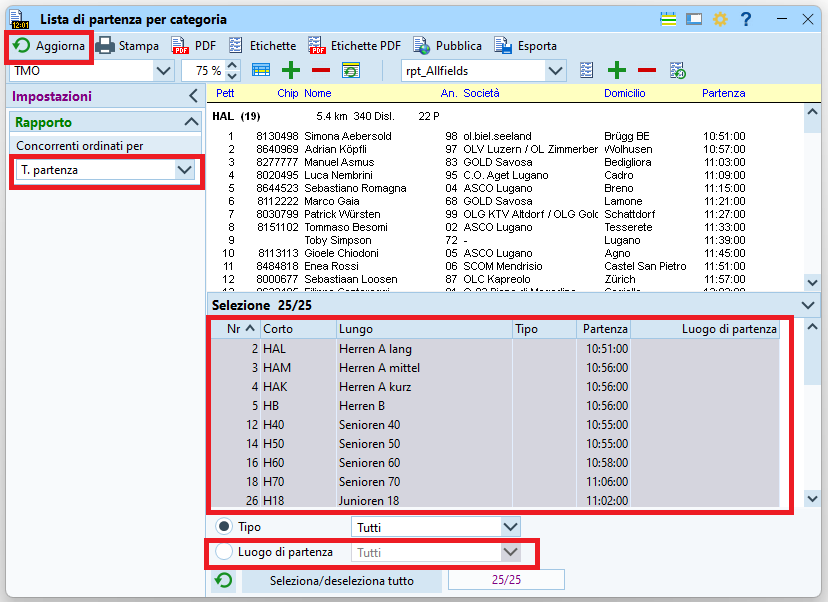 12:01 Lista di partenza per categoria ?
Aggiorna Stampa PDF PDF Etichette PDF Etichette PDF Pubblica Esporta
TMO 75 % rpt_Allfields
Impostazioni
Rapporto
Concorrenti ordinati per
T. partenza
Pett Chip Nome An. Società Domicilio Partenza
HAL (19) 5.4 km 340 Disl. 22 P
1 8130498 Simona Aebersold 98 ol.biel.seeland Brügg BE 10:51:00
2 8640969 Adrian Köpfli 97 OLV Luzern / OL Zimmerber Wolhusen 10:57:00
3 8277777 Manuel Asmus 83 GOLD Savosa Bedigliora 11:03:00
4 8020495 Luca Nembrini 95 C.O. Aget Lugano Cadro 11:09:00
5 8644523 Sebastiano Romagna 04 ASCO Lugano Breno 11:15:00
6 8112222 Marco Gaia 68 GOLD Savosa Lamone 11:21:00
7 8030799 Patrick Würsten 99 OLG KTV Altdorf / OLG Gold Schattdorf 11:27:00
8 8151102 Tommaso Besomi 02 ASCO Lugano Tesserete 11:33:00
9 Toby Simpson 72 - Lugano 11:39:00
10 8113113 Gioele Chiodoni 05 ASCO Lugano Agno 11:45:00
11 8484818 Enea Rossi 06 SCOM Mendrisio Castel San Pietro 11:51:00
12 8000677 Sebastiaan Loosen 87 OLC Kapreolo Zürich 11:57:00
Selezione 25/25
Nr Corto Lungo Tipo Partenza Luogo di partenza
2 HAL Herren A lang 10:51:00
3 HAM Herren A mittel 10:56:00
4 HAK Herren A kurz 10:56:00
5 HB Herren B 10:56:00
12 H40 Senioren 40 10:55:00
14 H50 Senioren 50 10:55:00
16 H60 Senioren 60 10:58:00
18 H70 Senioren 70 11:06:00
26 H18 Junioren 18 11:02:00
Tipo Tutti
Luogo di partenza Tutti
Seleziona/deseleziona tutto 25/25